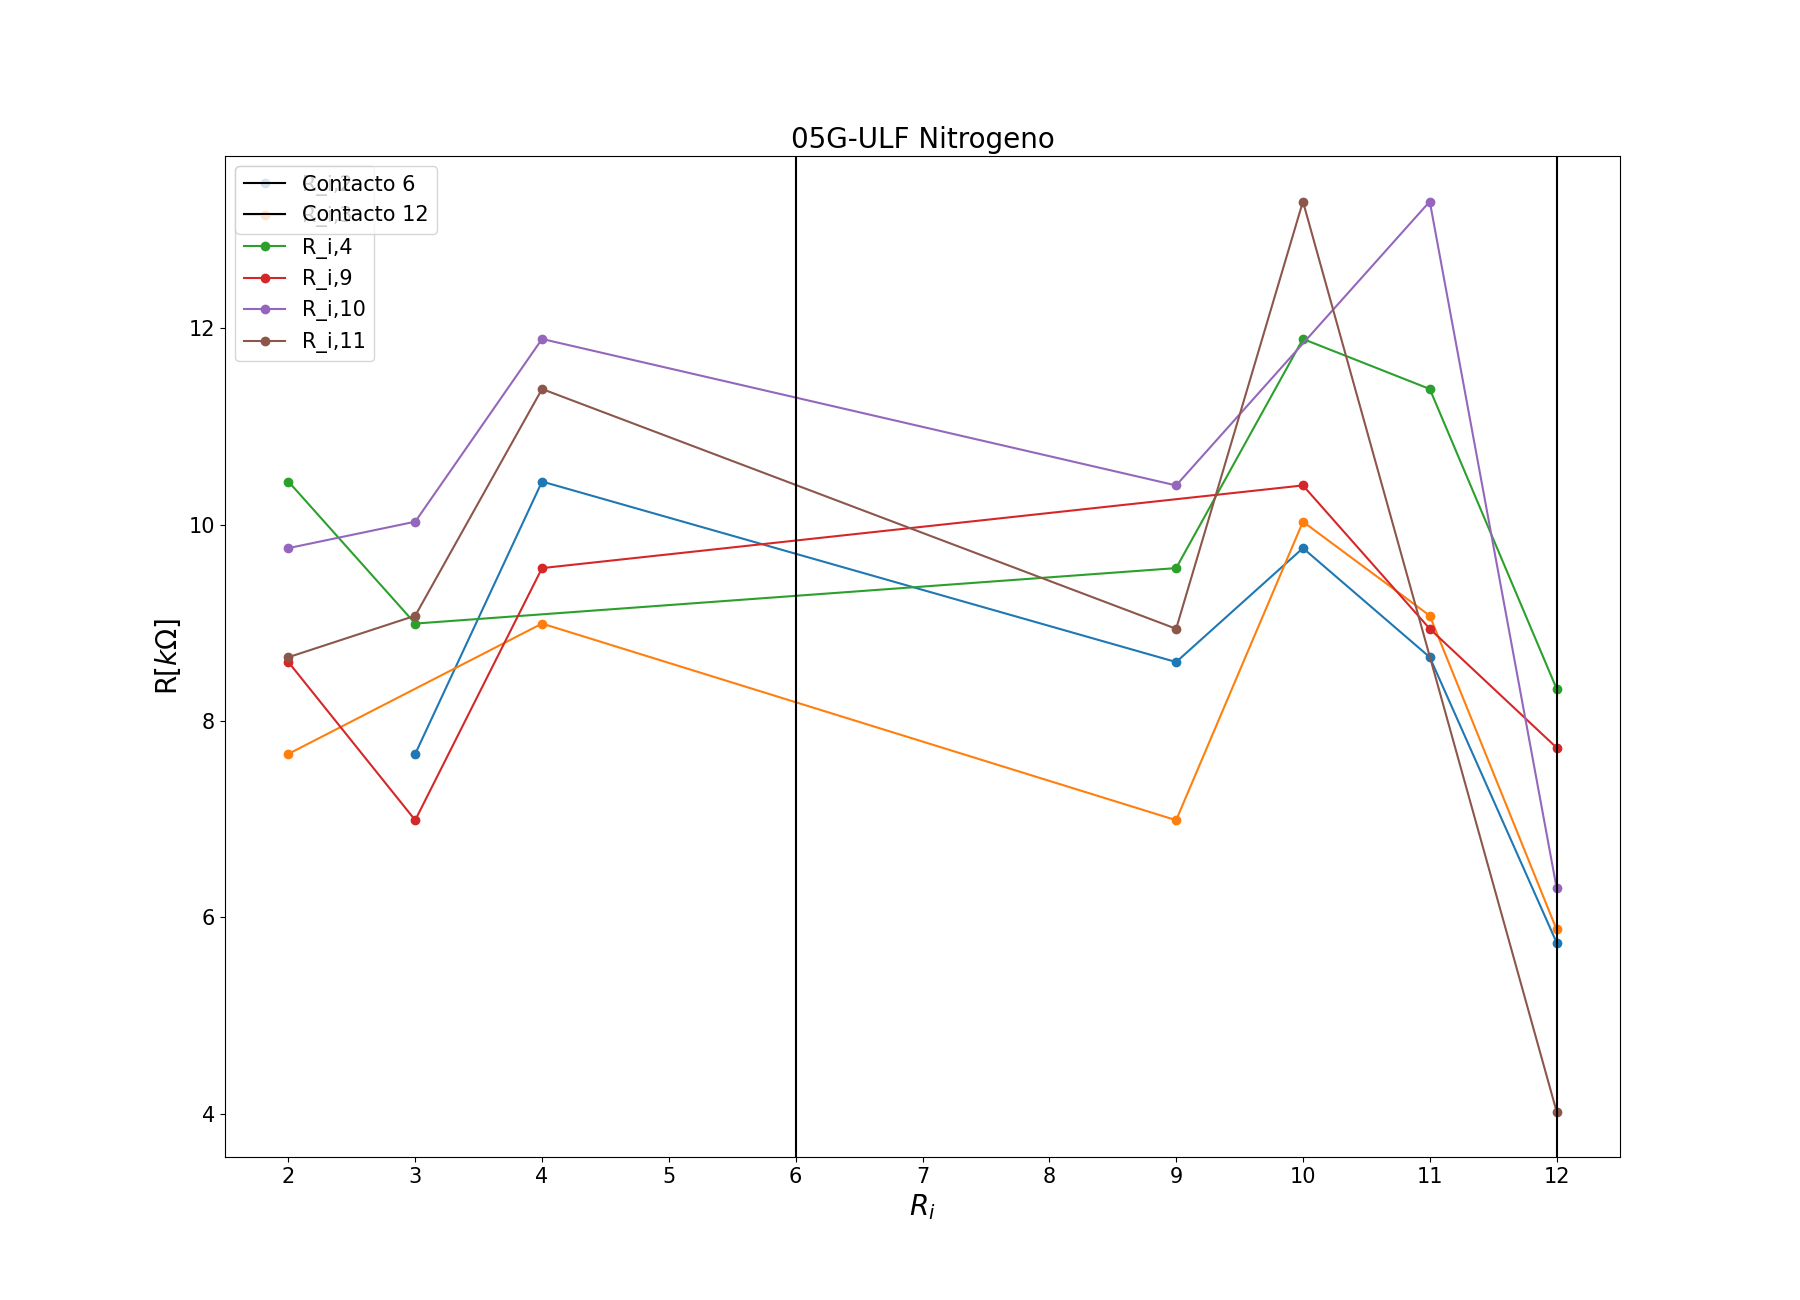 05G-ULF Nitrogeno
Contacto 6
Contacto 12
R_i,4
R_i,9
R_i,10
R_i,11
R[kΩ]
12
10
8
6
4
2 3 4 5 6 7 8 9 10 11 12
R_i